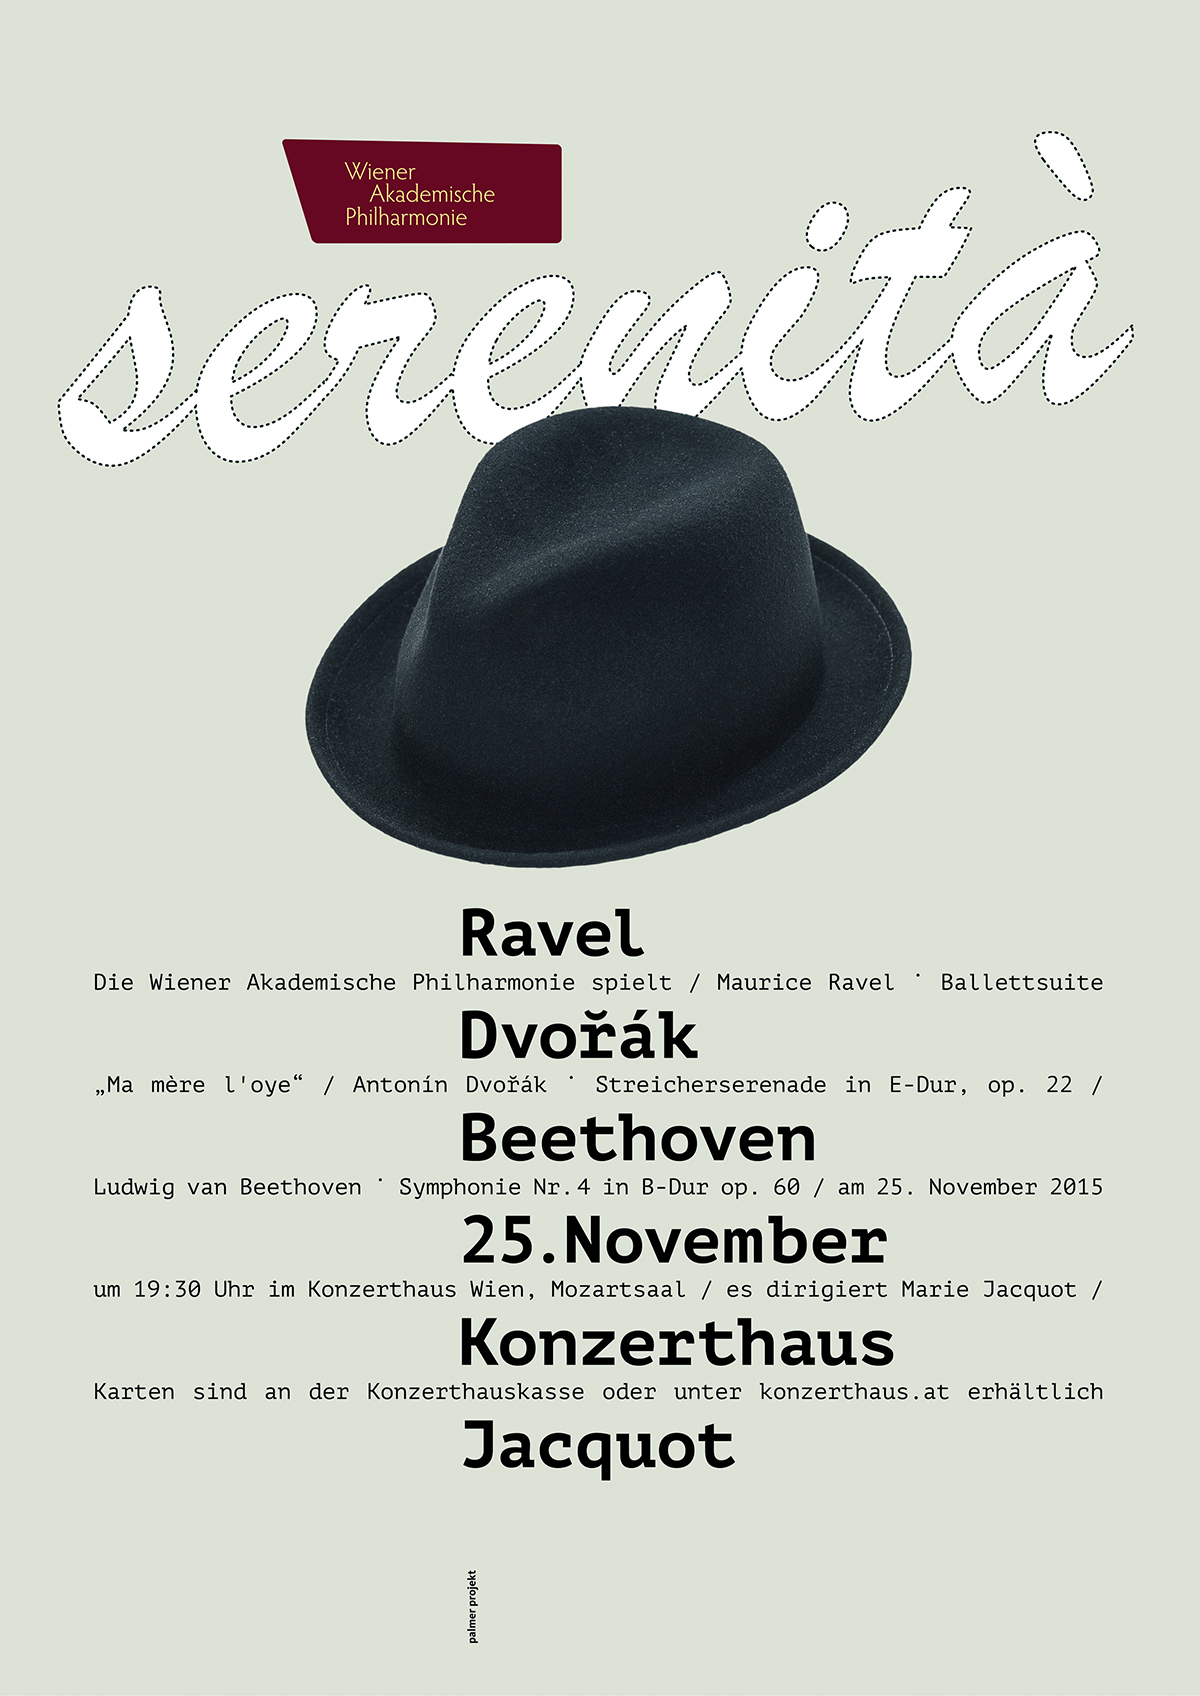 Wiener
Akademische
Philharmonie
serenità
Ravel
Die Wiener Akademische Philharmonie spielt / Maurice Ravel ˙ Ballettsuite
Dvořák
„Ma mère l'oye“ / Antonín Dvořák ˙ Streicherserenade in E-Dur, op. 22 /
Beethoven
Ludwig van Beethoven ˙ Symphonie Nr.4 in B-Dur op. 60 / am 25. November 2015
25.November
um 19:30 Uhr im Konzerthaus Wien, Mozartsaal / es dirigiert Marie Jacquot /
Konzerthaus
Karten sind an der Konzerthauskasse oder unter konzerthaus.at erhältlich
Jacquot
palmer projekt